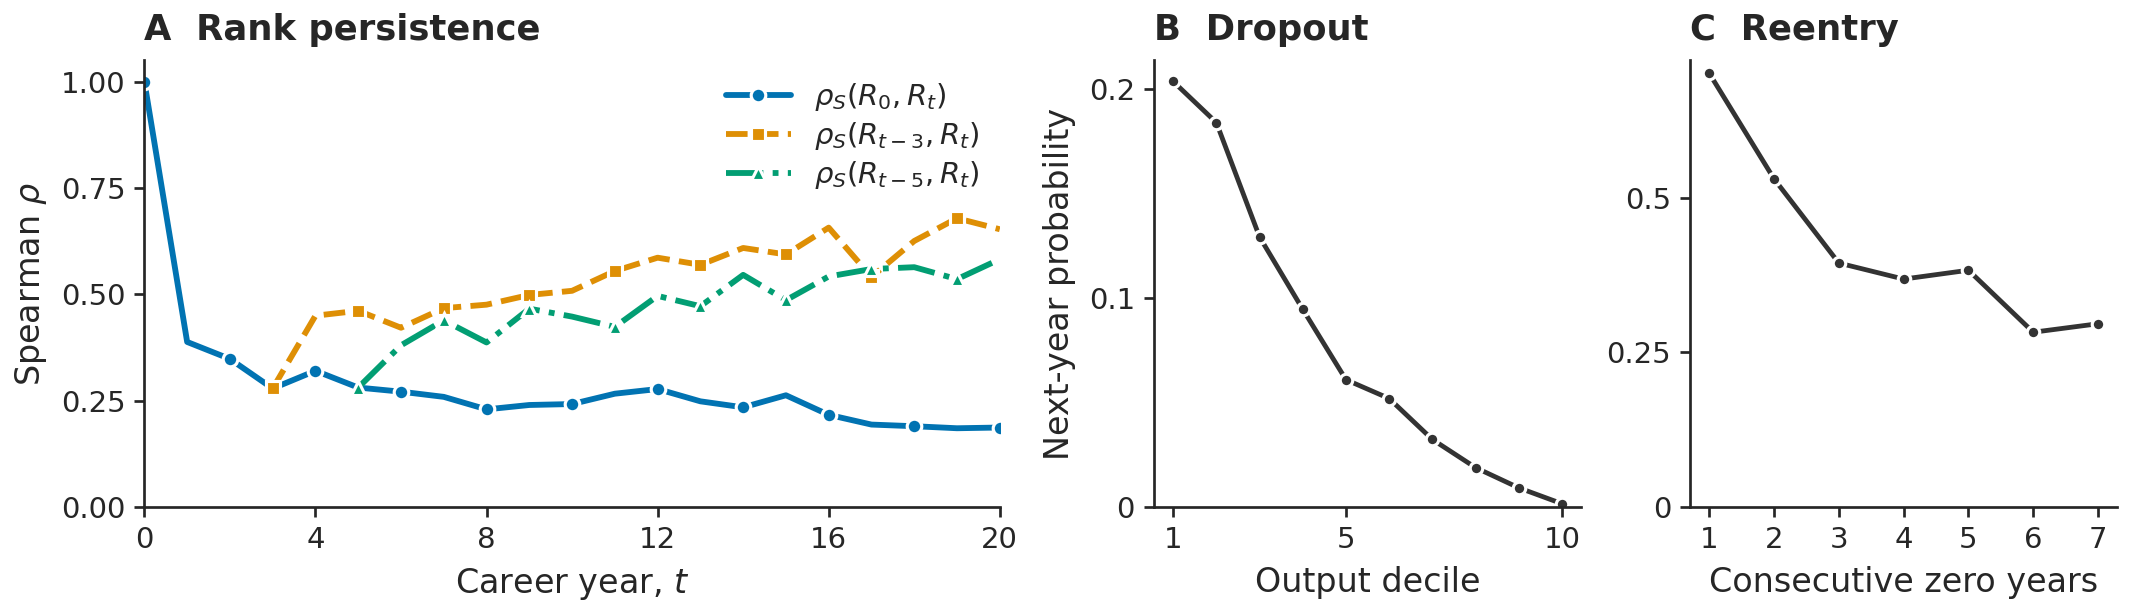 A Rank persistence
1.00
0.75
0.50
0.25
0.00
Spearman ρ
0 4 8 12 16 20
Career year, t
ρS(R0, Rt)
ρS(Rt−3, Rt)
ρS(Rt−5, Rt)
B Dropout
0.2
0.1
0
Next-year probability
1 5 10
Output decile
C Reentry
0.5
0.25
0
1 2 3 4 5 6 7
Consecutive zero years